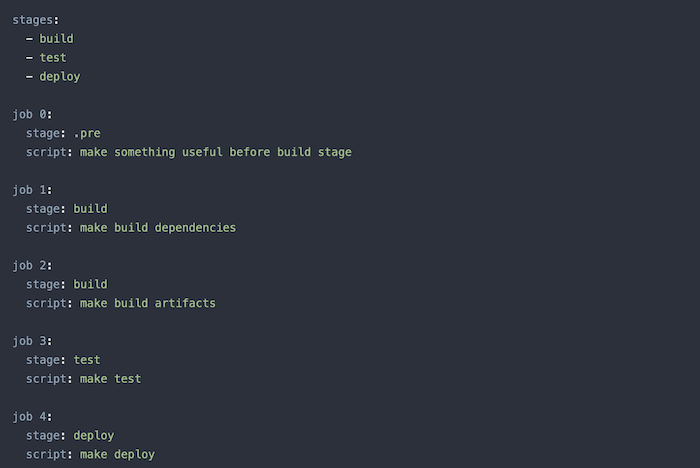 stages:
  - build
  - test
  - deploy

job 0:
  stage: .pre
  script: make something useful before build stage

job 1:
  stage: build
  script: make build dependencies

job 2:
  stage: build
  script: make build artifacts

job 3:
  stage: test
  script: make test

job 4:
  stage: deploy
  script: make deploy